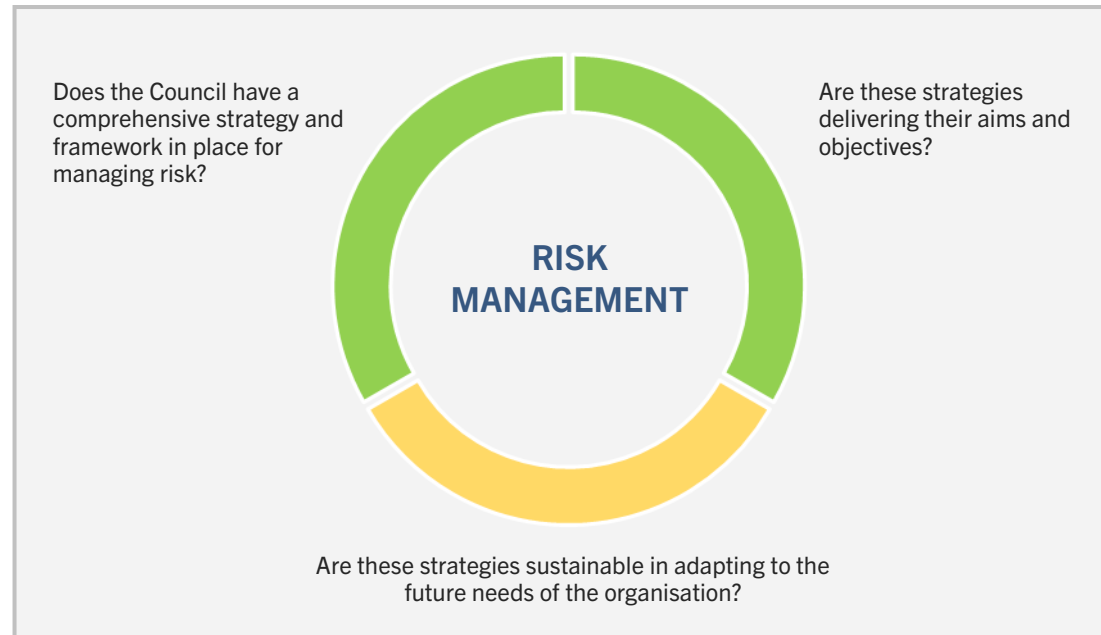 Does the Council have a
comprehensive strategy and
framework in place for
managing risk?
Are these strategies
delivering their aims and
objectives?
RISK
MANAGEMENT
Are these strategies sustainable in adapting to the
future needs of the organisation?